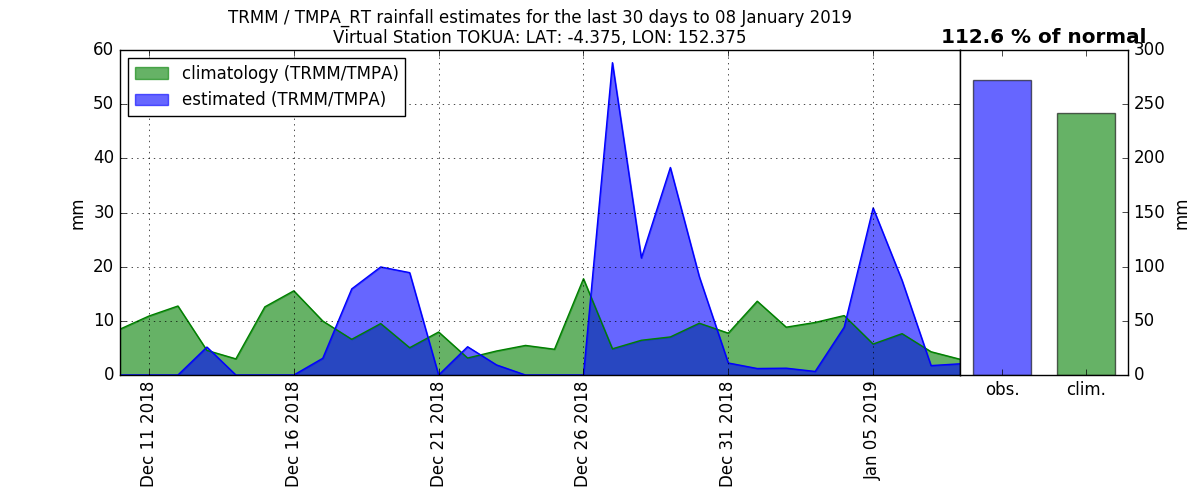 TRMM / TMPA_RT rainfall estimates for the last 30 days to 08 January 2019
Virtual Station TOKUA: LAT: -4.375, LON: 152.375
112.6 % of normal
climatology (TRMM/TMPA)
estimated (TRMM/TMPA)
60
50
40
30
20
10
0
mm
300
250
200
150
100
50
0
mm
Dec 11 2018
Dec 16 2018
Dec 21 2018
Dec 26 2018
Dec 31 2018
Jan 05 2019
obs.
clim.